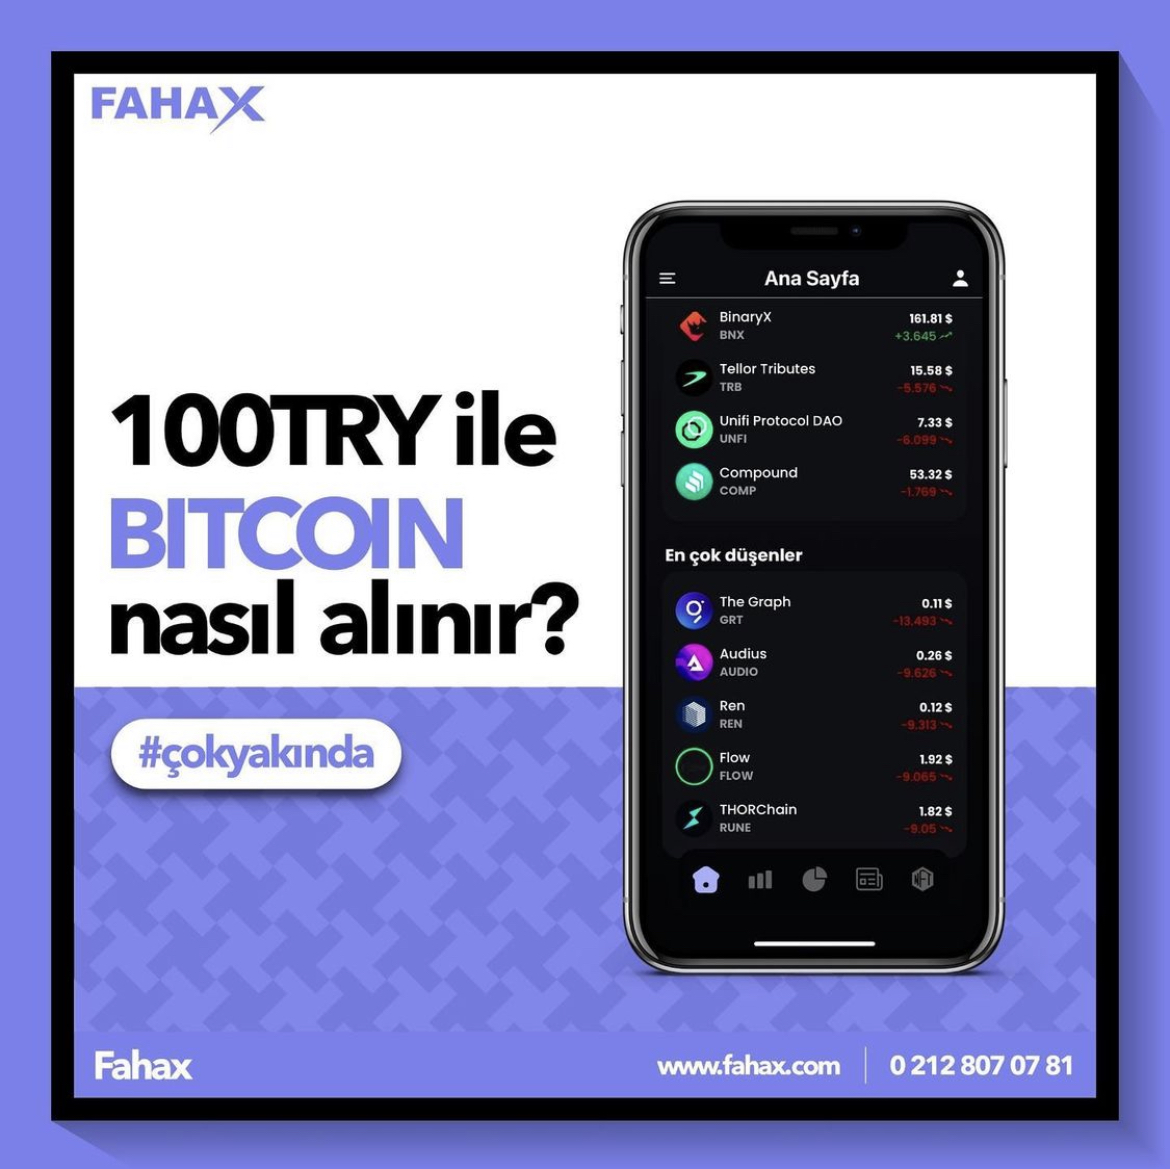 FAHAX
100TRY ile
BITCOIN
nasıl alınır?
#çokyakında
Ana Sayfa
BinaryX 161.81 $
BNX +3.645
Tellor Tributes 15.58 $
TRB -5.576
Unifi Protocol DAO 7.33 $
UNFI -6.099
Compound 53.32 $
COMP -1.769
En çok düşenler
The Graph 0.11 $
GRT -13.493
Audius 0.26 $
AUDIO -9.626
Ren 0.12 $
REN -9.313
Flow 1.92 $
FLOW -9.065
THORChain 1.82 $
RUNE -9.05
NFT
Fahax www.fahax.com 0 212 807 07 81